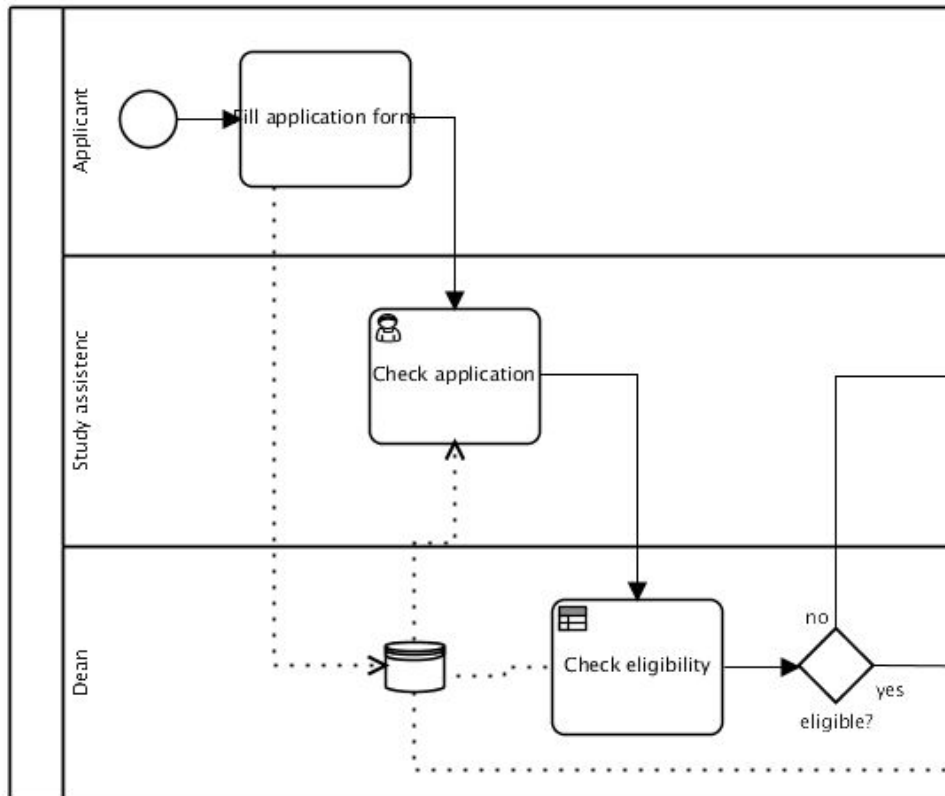 Applicant
Fill application form
Study assistenc
Check application
Dean
Check eligibility
no
yes
eligible?